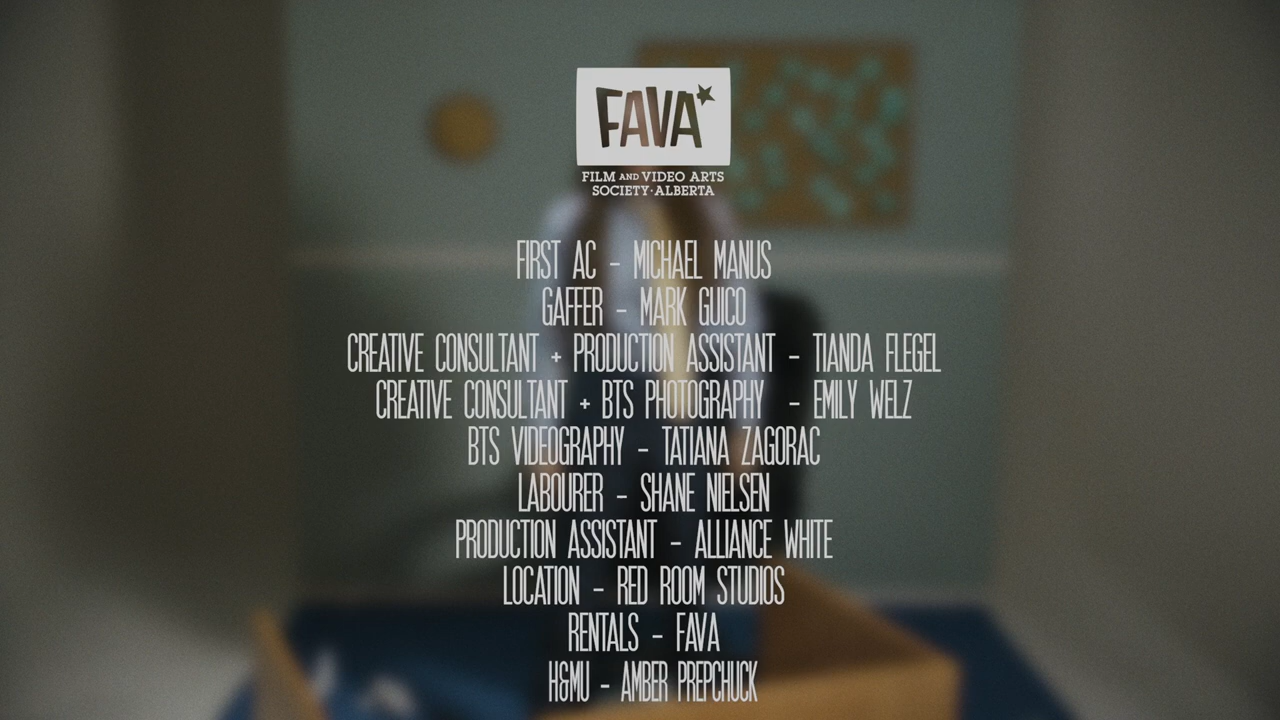 FAVA
FILM AND VIDEO ARTS
SOCIETY·ALBERTA
FIRST AC - MICHAEL MANUS
GAFFER - MARK GUICO
CREATIVE CONSULTANT + PRODUCTION ASSISTANT - TIANDA FLEGEL
CREATIVE CONSULTANT + BTS PHOTOGRAPHY - EMILY WELZ
BTS VIDEOGRAPHY - TATIANA ZAGORAC
LABOURER - SHANE NIELSEN
PRODUCTION ASSISTANT - ALLIANCE WHITE
LOCATION - RED ROOM STUDIOS
RENTALS - FAVA
H&MU - AMBER PREPCHUCK